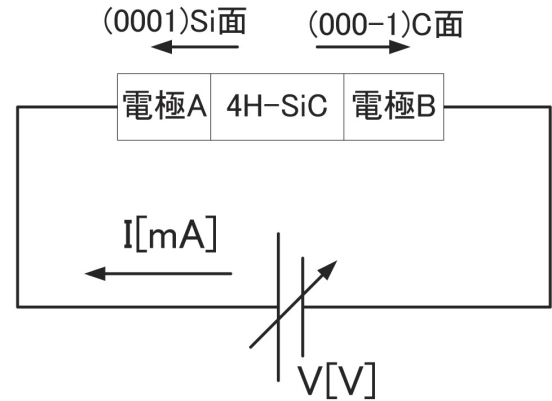 (0001)Si面
(000-1)C面
電極A
4H-SiC
電極B
I[mA]
V[V]